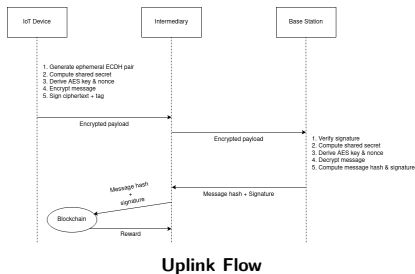 IoT Device
Intermediary
Base Station
1. Generate ephemeral ECDH pair
2. Compute shared secret
3. Derive AES key & nonce
4. Encrypt message
5. Sign ciphertext + tag
Encrypted payload
Encrypted payload
1. Verify signature
2. Compute shared secret
3. Derive AES key & nonce
4. Decrypt message
5. Compute message hash & signature
Message hash + Signature
Message hash
+
signature
Blockchain
Reward
Uplink Flow